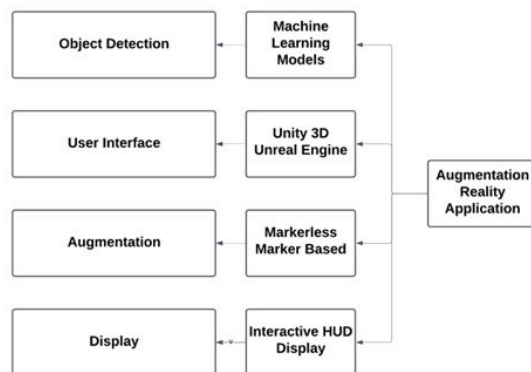 Object Detection
Machine
Learning
Models
User Interface
Unity 3D
Unreal Engine
Augmentation
Reality
Application
Augmentation
Markerless
Marker Based
Display
Interactive HUD
Display